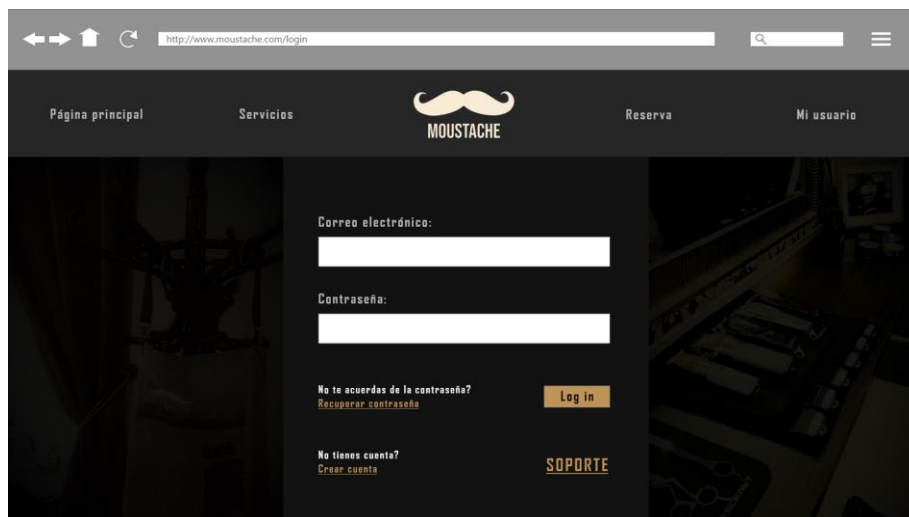 http://www.moustache.com/login
Página principal
Servicios
MOUSTACHE
Reserva
Mi usuario
Correo electrónico:
Contraseña:
No te acuerdas de la contraseña?
Recuperar contraseña
Log in
No tienes cuenta?
Crear cuenta
SOPORTE